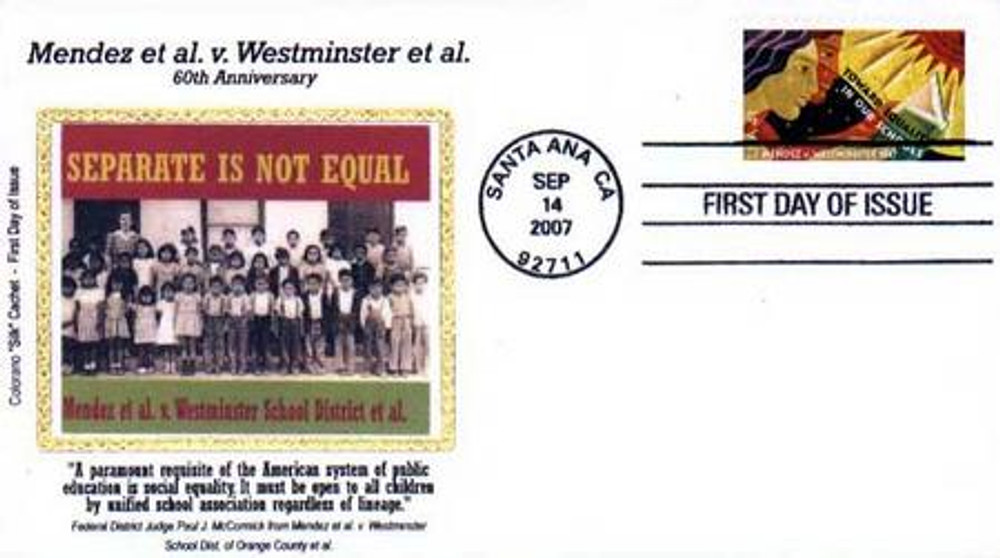 Mendez et al. v. Westminster et al.
60th Anniversary
Colorano "Silk" Cachet - First Day of Issue
SEPARATE IS NOT EQUAL
Mendez et al. v. Westminster School District et al.
"A paramount requisite of the American system of public
education is social equality. It must be open to all children
by unified school association regardless of lineage."
Federal District Judge Paul J. McCormick from Mendez et al. v Westminster
School Dist. of Orange County et al.
SANTA ANA CA
SEP
14
2007
92711
TOWARD EQUALITY
IN OUR SCHOOLS
MENDEZ v. WESTMINSTER 1947
FIRST DAY OF ISSUE